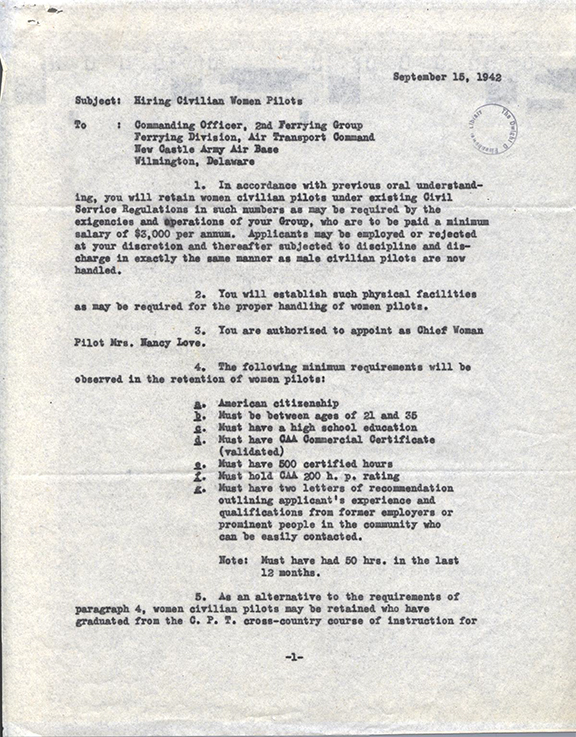 September 15, 1942
Subject: Hiring Civilian Women Pilots
To : Commanding Officer, 2nd Ferrying Group
Ferrying Division, Air Transport Command
New Castle Army Air Base
Wilmington, Delaware
1. In accordance with previous oral understand-
ing, you will retain women civilian pilots under existing Civil
Service Regulations in such numbers as may be required by the
exigencies and operations of your Group, who are to be paid a minimum
salary of $3,000 per annum. Applicants may be employed or rejected
at your discretion and thereafter subjected to discipline and dis-
charge in exactly the same manner as male civilian pilots are now
handled.
2. You will establish such physical facilities
as may be required for the proper handling of women pilots.
3. You are authorized to appoint as Chief Woman
Pilot Mrs. Nancy Love.
4. The following minimum requirements will be
observed in the retention of women pilots:
a. American citizenship
b. Must be between ages of 21 and 35
c. Must have a high school education
d. Must have CAA Commercial Certificate
(validated)
e. Must have 500 certified hours
f. Must hold CAA 200 h. p. rating
g. Must have two letters of recommendation
outlining applicant's experience and
qualifications from former employers or
prominent people in the community who
can be easily contacted.
Note: Must have had 50 hrs. in the last
12 months.
5. As an alternative to the requirements of
paragraph 4, women civilian pilots may be retained who have
graduated from the C. P. T. cross-country course of instruction for
-1-
The Dwight D. Eisenhower Library